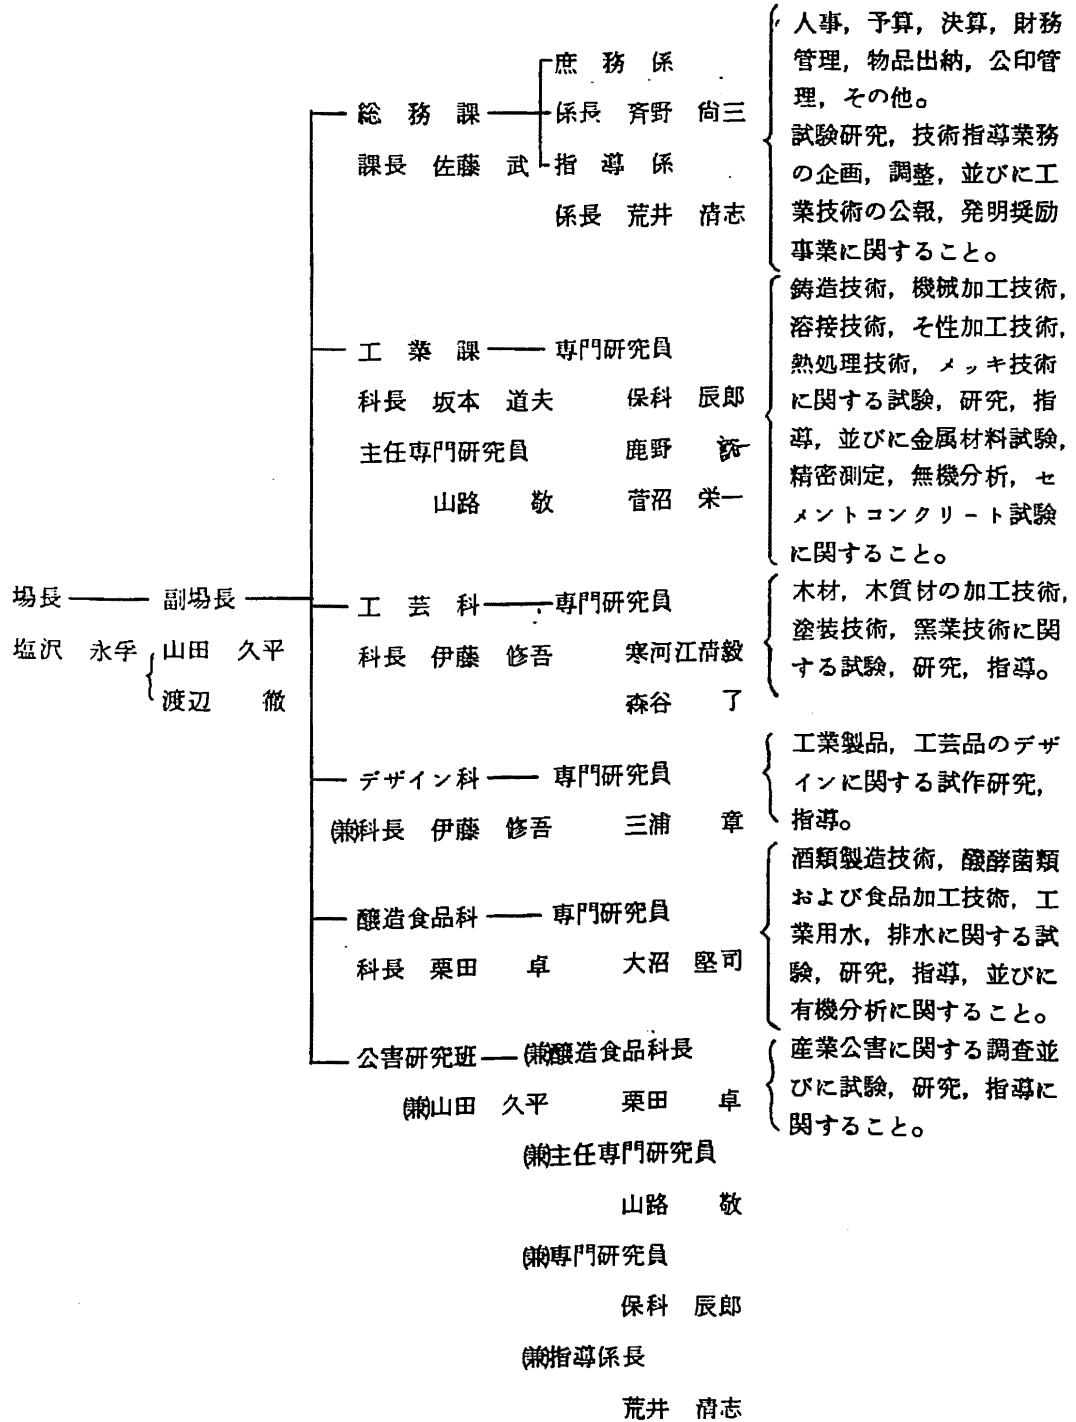 場長 副場長
塩沢 永孚 山田 久平
渡辺 徹
総務課
課長 佐藤 武
庶務係
係長 斉野 尚三
指導係
係長 荒井 清志
人事，予算，決算，財務
管理，物品出納，公印管
理，その他。
試験研究，技術指導業務
の企画，調整，並びに工
業技術の公報，発明奨励
事業に関すること。
工業課 専門研究員
科長 坂本 道夫 保科 辰郎
主任専門研究員 鹿野
山路 敬 菅沼 栄一
鋳造技術，機械加工技術，
溶接技術，そ性加工技術，
熱処理技術，メッキ技術
に関する試験，研究，指
導，並びに金属材料試験，
精密測定，無機分析，セ
メントコンクリート試験
に関すること。
工芸科 専門研究員
科長 伊藤 修吾 寒河江清毅
森谷 了
木材，木質材の加工技術，
塗装技術，窯業技術に関
する試験，研究，指導。
デザイン科 専門研究員
(兼)科長 伊藤 修吾 三浦 章
工業製品，工芸品のデザ
インに関する試作研究，
指導。
醸造食品科 専門研究員
科長 栗田 卓 大沼 堅司
酒類製造技術，醱酵菌類
および食品加工技術，工
業用水，排水に関する試
験，研究，指導，並びに
有機分析に関すること。
公害研究班 (兼)醸造食品科長
(兼)山田 久平 栗田 卓
(兼)主任専門研究員
山路 敬
(兼)専門研究員
保科 辰郎
(兼)指導係長
荒井 清志
産業公害に関する調査並
びに試験，研究，指導に
関すること。